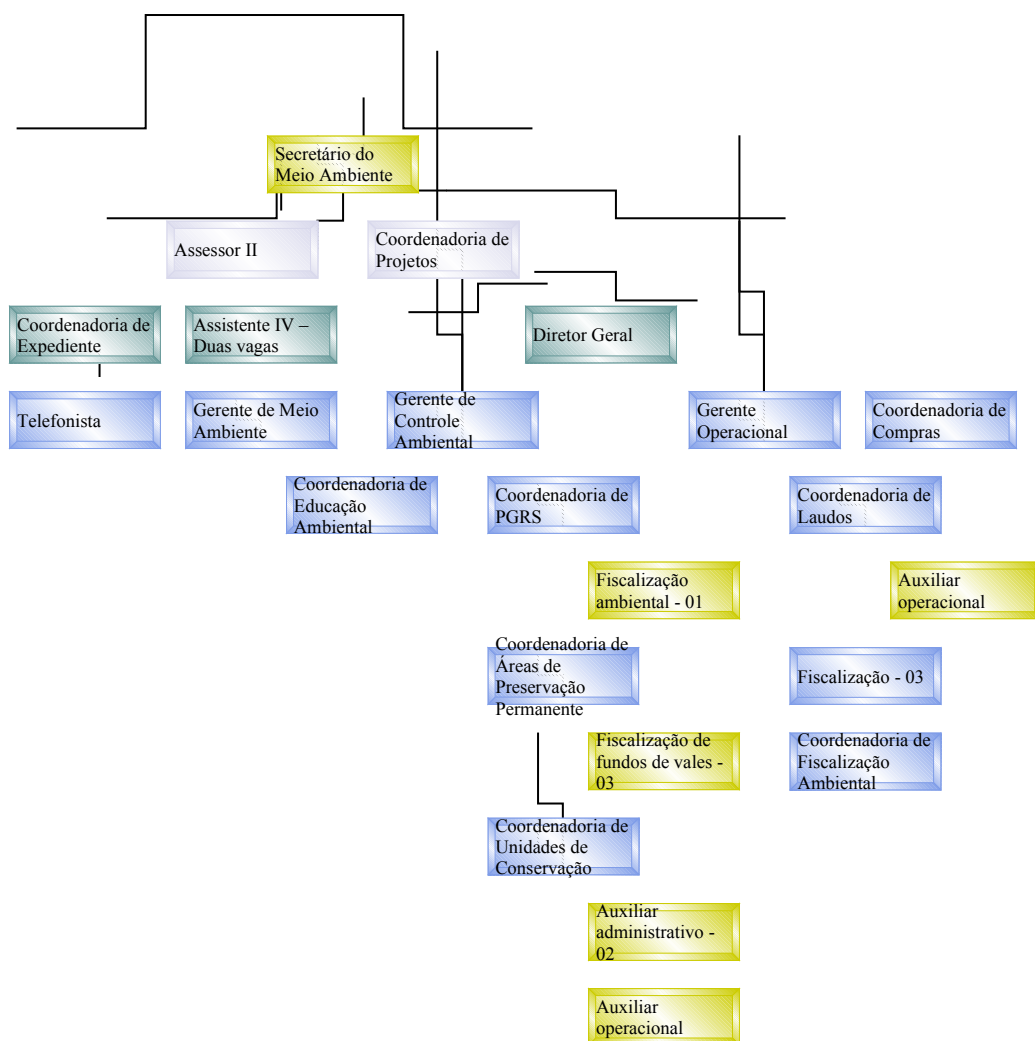 Secretário do
Meio Ambiente
Assessor II
Coordenadoria de
Projetos
Coordenadoria de
Expediente
Assistente IV –
Duas vagas
Diretor Geral
Telefonista
Gerente de Meio
Ambiente
Gerente de
Controle
Ambiental
Gerente
Operacional
Coordenadoria de
Compras
Coordenadoria de
Educação
Ambiental
Coordenadoria de
PGRS
Coordenadoria de
Laudos
Fiscalização
ambiental - 01
Auxiliar
operacional
Coordenadoria de
Áreas de
Preservação
Permanente
Fiscalização - 03
Fiscalização de
fundos de vales -
03
Coordenadoria de
Fiscalização
Ambiental
Coordenadoria de
Unidades de
Conservação
Auxiliar
administrativo -
02
Auxiliar
operacional